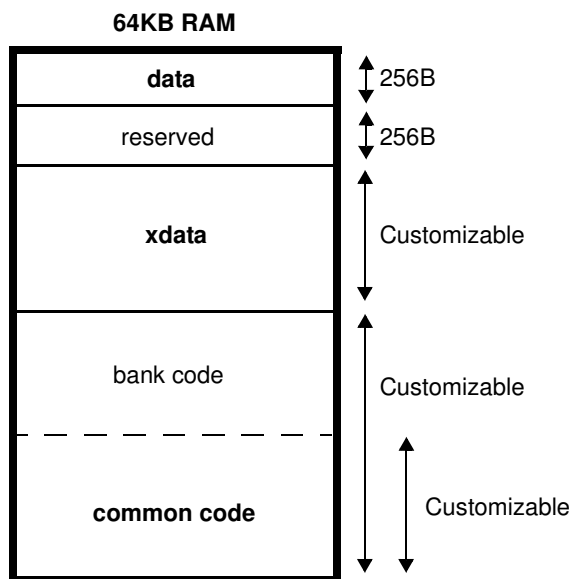 64KB RAM
data
256B
reserved
256B
xdata
Customizable
bank code
Customizable
common code
Customizable